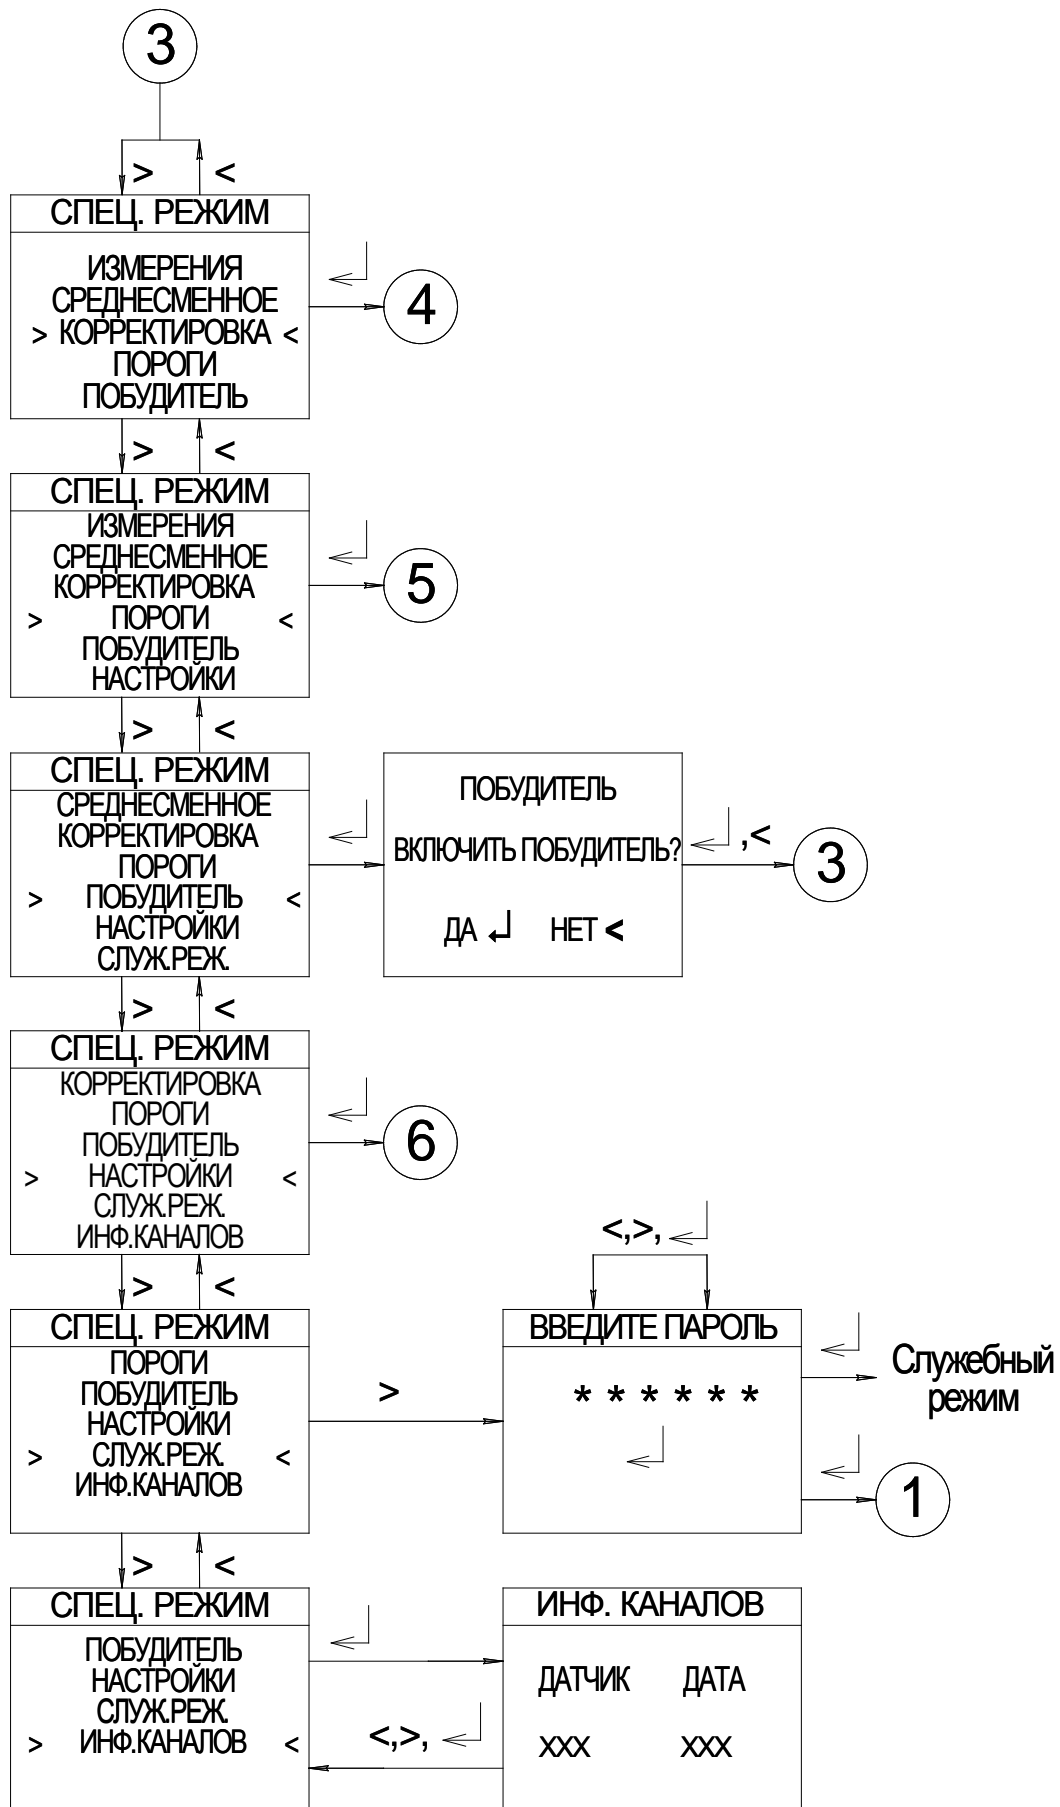 3
> <
СПЕЦ. РЕЖИМ
ИЗМЕРЕНИЯ
СРЕДНЕСМЕННОЕ
> КОРРЕКТИРОВКА <
ПОРОГИ
ПОБУДИТЕЛЬ
4
> <
СПЕЦ. РЕЖИМ
ИЗМЕРЕНИЯ
СРЕДНЕСМЕННОЕ
КОРРЕКТИРОВКА
> ПОРОГИ <
ПОБУДИТЕЛЬ
НАСТРОЙКИ
5
> <
СПЕЦ. РЕЖИМ
СРЕДНЕСМЕННОЕ
КОРРЕКТИРОВКА
ПОРОГИ
> ПОБУДИТЕЛЬ <
НАСТРОЙКИ
СЛУЖ.РЕЖ.
ПОБУДИТЕЛЬ
ВКЛЮЧИТЬ ПОБУДИТЕЛЬ?
ДА ↵ НЕТ <
↵ ,<
3
> <
СПЕЦ. РЕЖИМ
КОРРЕКТИРОВКА
ПОРОГИ
ПОБУДИТЕЛЬ
> НАСТРОЙКИ <
СЛУЖ.РЕЖ.
ИНФ.КАНАЛОВ
6
> <
СПЕЦ. РЕЖИМ
ПОРОГИ
ПОБУДИТЕЛЬ
НАСТРОЙКИ
> СЛУЖ.РЕЖ. <
ИНФ.КАНАЛОВ
>
<,>, ↵
ВВЕДИТЕ ПАРОЛЬ
* * * * * *
↵
Служебный
режим
1
> <
СПЕЦ. РЕЖИМ
ПОБУДИТЕЛЬ
НАСТРОЙКИ
СЛУЖ.РЕЖ.
> ИНФ.КАНАЛОВ <
<,>, ↵
ИНФ. КАНАЛОВ
ДАТЧИК ДАТА
XXX XXX